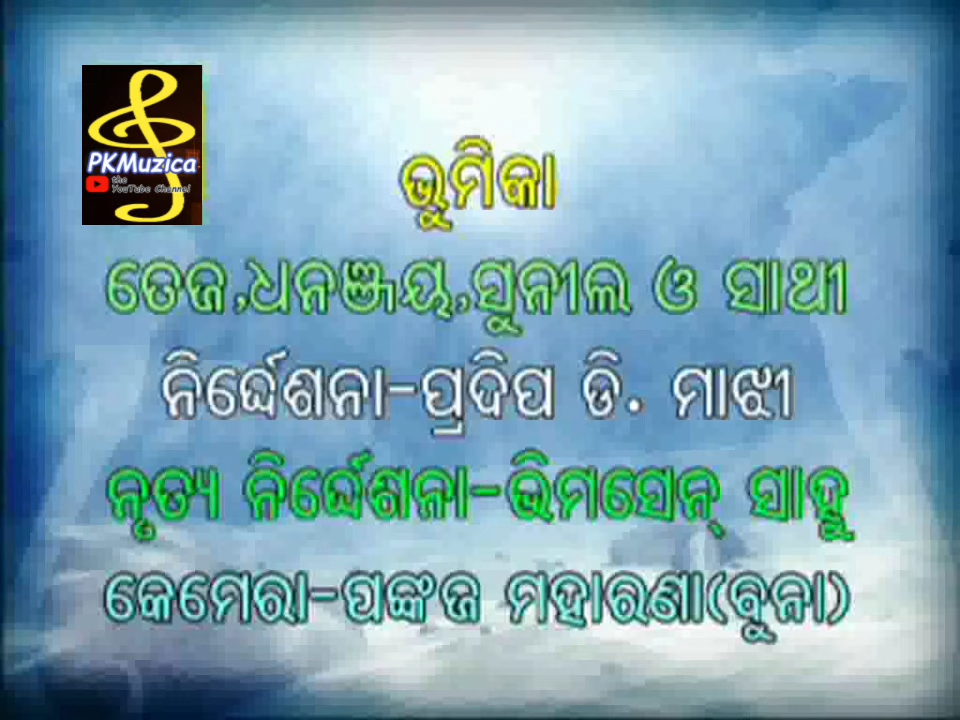 PKMuzica
the
YouTube Channel
ଭୁମିକା
ତେଜ,ଧନଞ୍ଜୟ,ସୁନୀଲ ଓ ସାଥୀ
ନିର୍ଦ୍ଦେଶନା-ପ୍ରଦିପ ଡି. ମାଝୀ
ନୃତ୍ୟ ନିର୍ଦ୍ଦେଶନା-ଭିମସେନ୍ ସାହୁ
କେମେରା-ପଙ୍କଜ ମହାରଣା(ବୁନା)